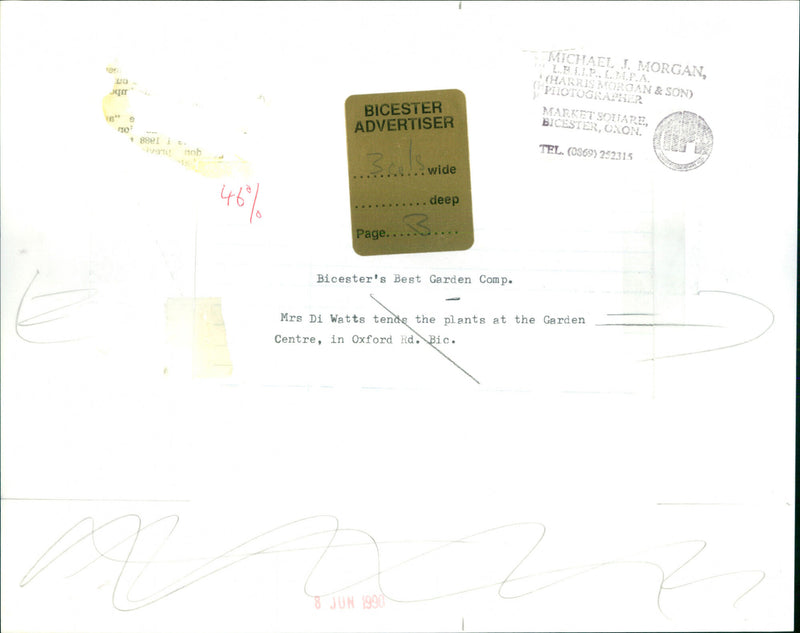 MICHAEL J. MORGAN,
L.B.I.P.P., L.M.P.A.
(HARRIS MORGAN & SON)
PHOTOGRAPHER
MARKET SQUARE,
BICESTER, OXON.
TEL. (0869) 252315
BICESTER
ADVERTISER
3 cols wide
deep
Page B
1988
46%
Bicester's Best Garden Comp.
Mrs Di Watts tends the plants at the Garden
Centre, in Oxford Rd. Bic.
8 JUN 1990